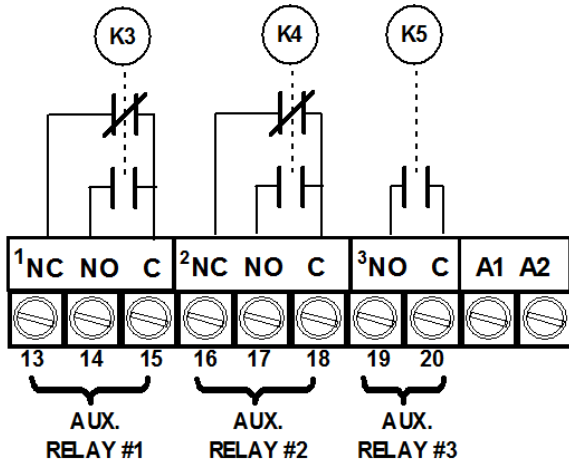 K3 K4 K5
1NC NO C 2NC NO C 3NO C A1 A2
13 14 15 16 17 18 19 20
AUX. AUX. AUX.
RELAY #1 RELAY #2 RELAY #3